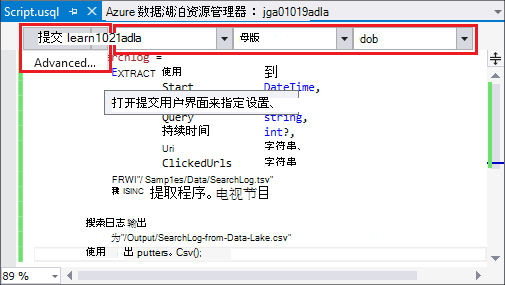 Script.usql Azure 数据湖泊资源管理器： jga01019adla
提交 learn1021adla 母版 dob
Advanced...
archlog =
EXTRACT 使用 到
Start DateTime,
打开提交用户界面来指定设置、
Query string,
持续时间 int?,
Uri 字符串、
ClickedUrls 字符串
FRWI"/ Samp1es/Data/SearchLog.tsv"
ISINC 提取程序。电视节目
搜索日志 输出
为"/Output/SearchLog-from-Data-Lake.csv"
使用 出 putters。Csv();
89 %